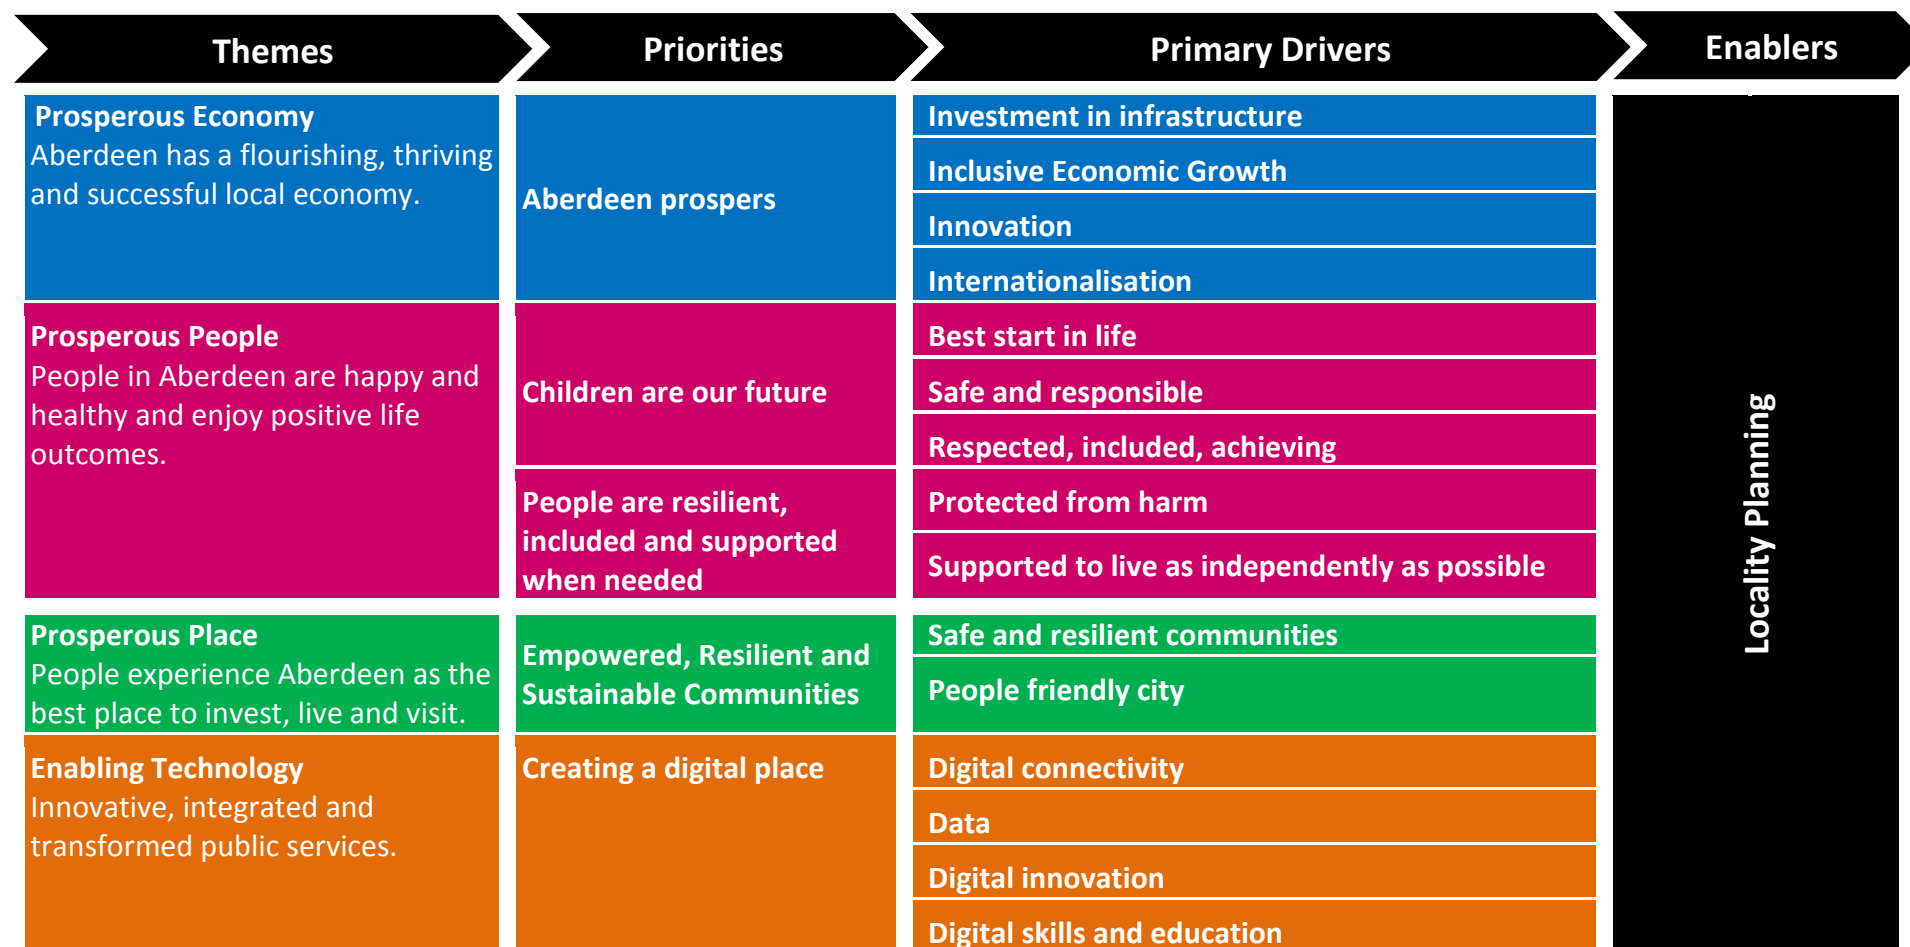 Themes
Priorities
Primary Drivers
Enablers
Prosperous Economy
Aberdeen has a flourishing, thriving
and successful local economy.
Aberdeen prospers
Investment in infrastructure
Inclusive Economic Growth
Innovation
Internationalisation
Prosperous People
People in Aberdeen are happy and
healthy and enjoy positive life
outcomes.
Children are our future
Best start in life
Safe and responsible
Respected, included, achieving
People are resilient,
included and supported
when needed
Protected from harm
Supported to live as independently as possible
Prosperous Place
People experience Aberdeen as the
best place to invest, live and visit.
Empowered, Resilient and
Sustainable Communities
Safe and resilient communities
People friendly city
Enabling Technology
Innovative, integrated and
transformed public services.
Creating a digital place
Digital connectivity
Data
Digital innovation
Digital skills and education
Locality Planning